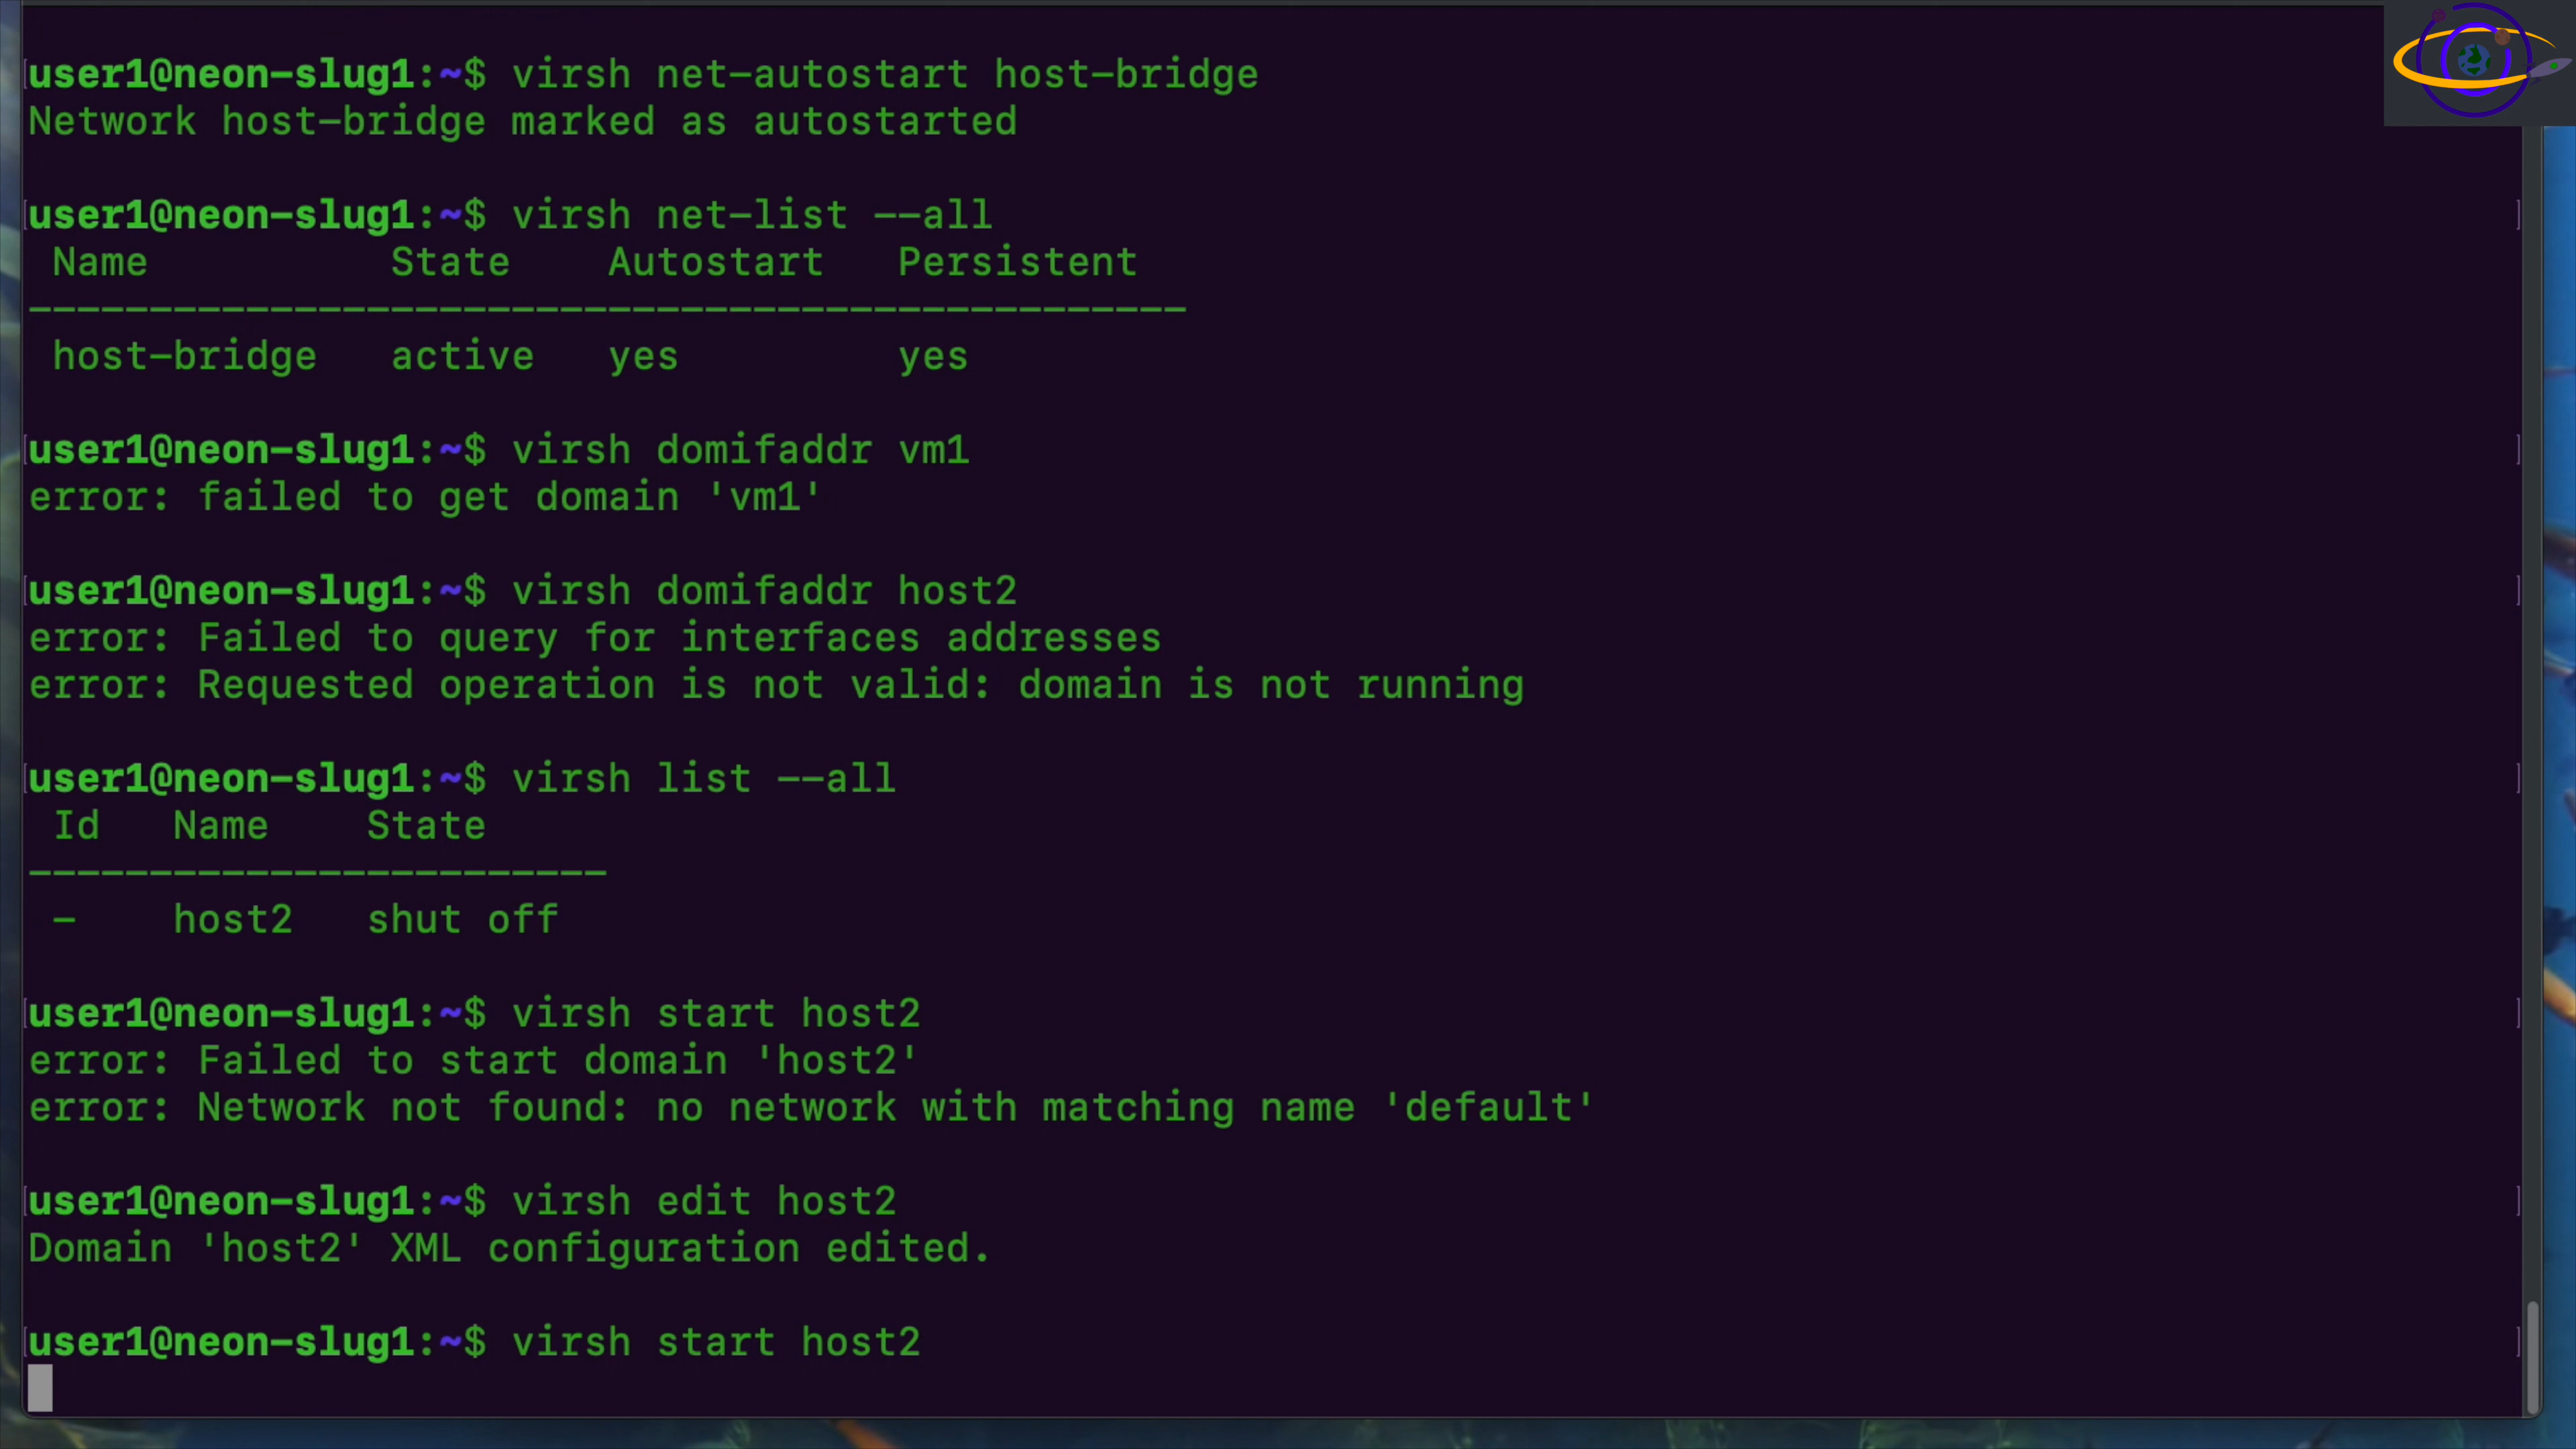 user1@neon-slug1:~$ virsh net-autostart host-bridge
Network host-bridge marked as autostarted
user1@neon-slug1:~$ virsh net-list --all
Name State Autostart Persistent
------------------------------------------------
host-bridge active yes yes
user1@neon-slug1:~$ virsh domifaddr vm1
error: failed to get domain 'vm1'
user1@neon-slug1:~$ virsh domifaddr host2
error: Failed to query for interfaces addresses
error: Requested operation is not valid: domain is not running
user1@neon-slug1:~$ virsh list --all
Id Name State
------------------------
- host2 shut off
user1@neon-slug1:~$ virsh start host2
error: Failed to start domain 'host2'
error: Network not found: no network with matching name 'default'
user1@neon-slug1:~$ virsh edit host2
Domain 'host2' XML configuration edited.
user1@neon-slug1:~$ virsh start host2